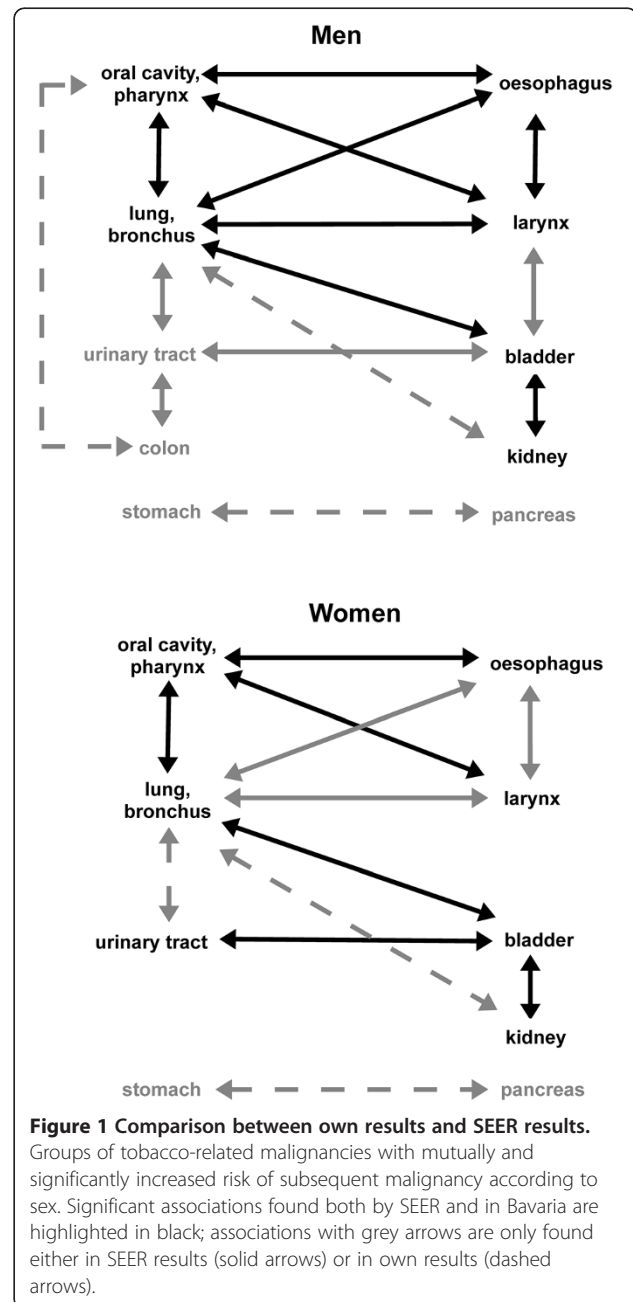 Men
oral cavity,
pharynx
oesophagus
lung,
bronchus
larynx
urinary tract
bladder
colon
kidney
stomach
pancreas
Women
oral cavity,
pharynx
oesophagus
lung,
bronchus
larynx
urinary tract
bladder
kidney
stomach
pancreas
Figure 1 Comparison between own results and SEER results.
Groups of tobacco-related malignancies with mutually and
significantly increased risk of subsequent malignancy according to
sex. Significant associations found both by SEER and in Bavaria are
highlighted in black; associations with grey arrows are only found
either in SEER results (solid arrows) or in own results (dashed
arrows).